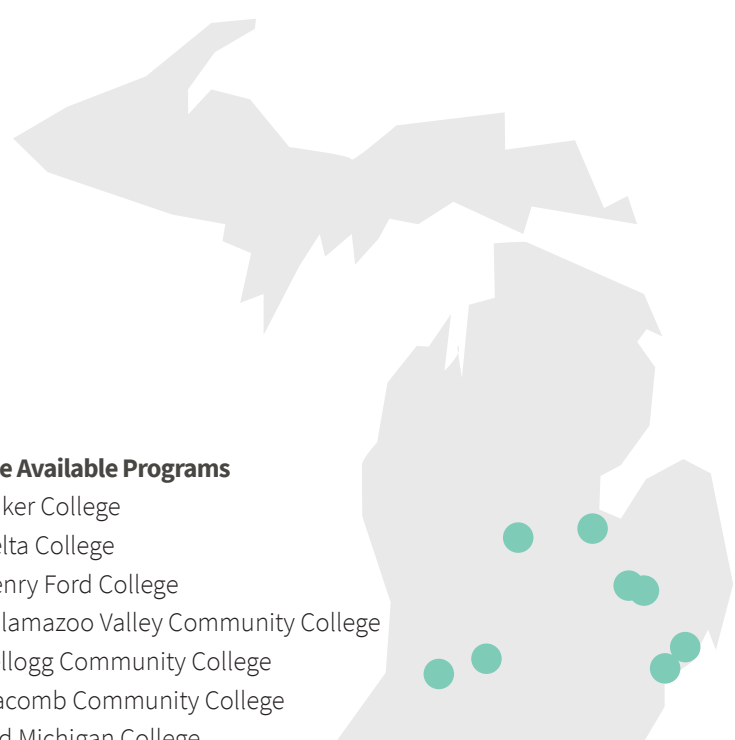 e Available Programs
ker College
lta College
enry Ford College
lamazoo Valley Community College
llogg Community College
acomb Community College
d Michigan College